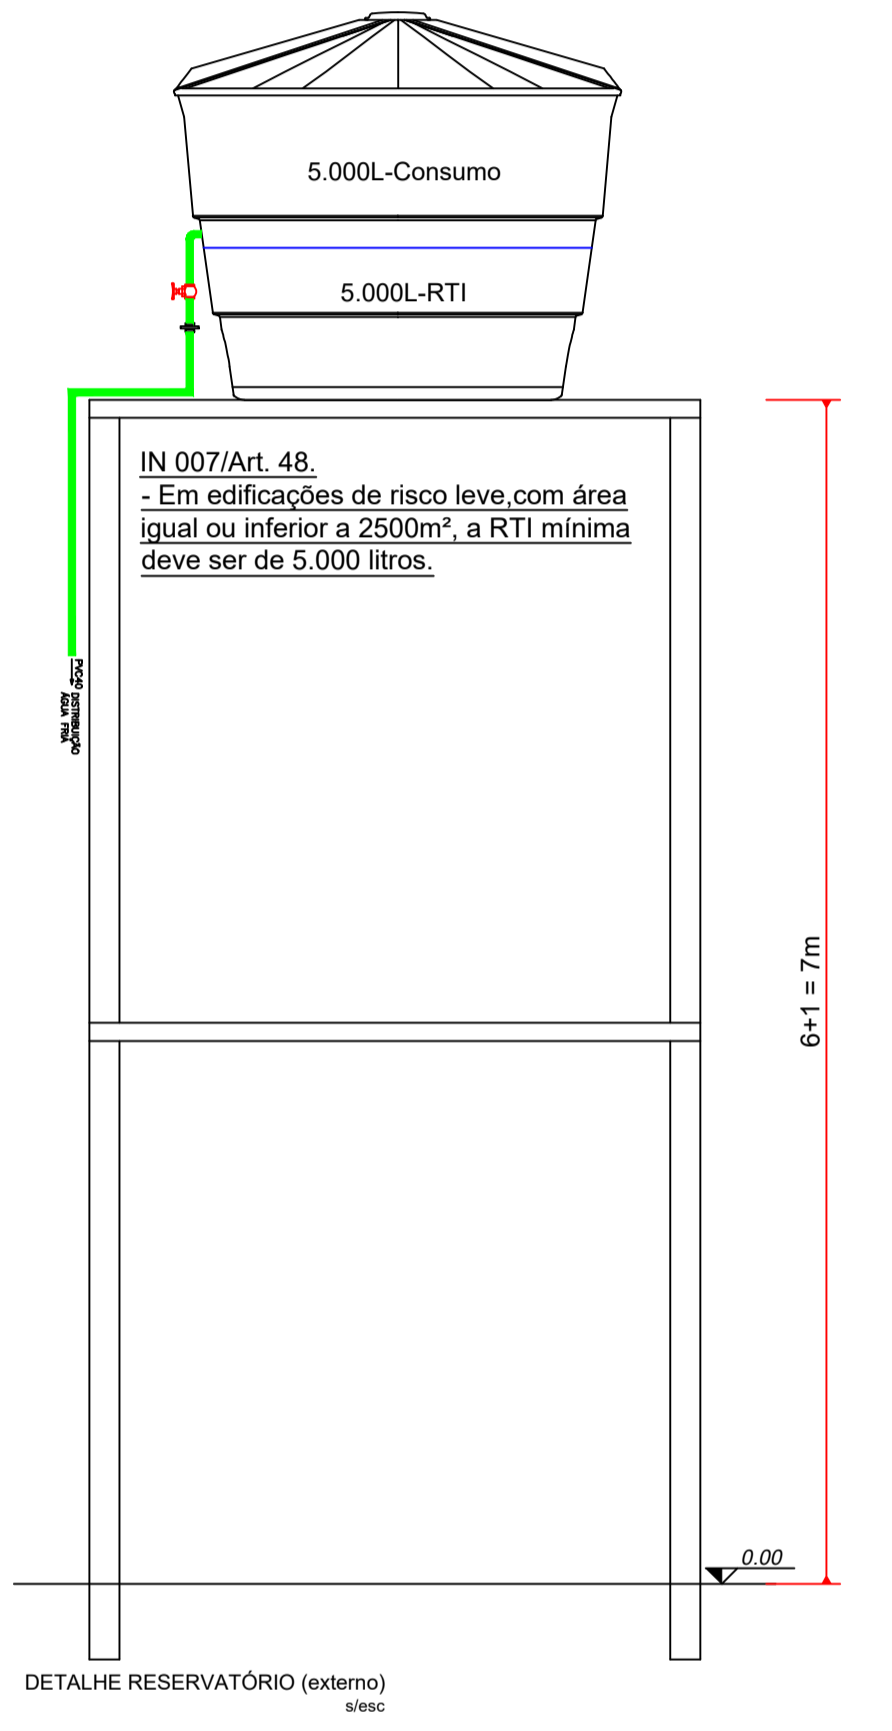 5.000L-Consumo
5.000L-RTI
IN 007/Art. 48.
- Em edificações de risco leve,com área
igual ou inferior a 2500m², a RTI mínima
deve ser de 5.000 litros.
PVC40 DISTRIBUIÇÃO
ÁGUA FRIA
6+1 = 7m
0.00
DETALHE RESERVATÓRIO (externo)
s/esc